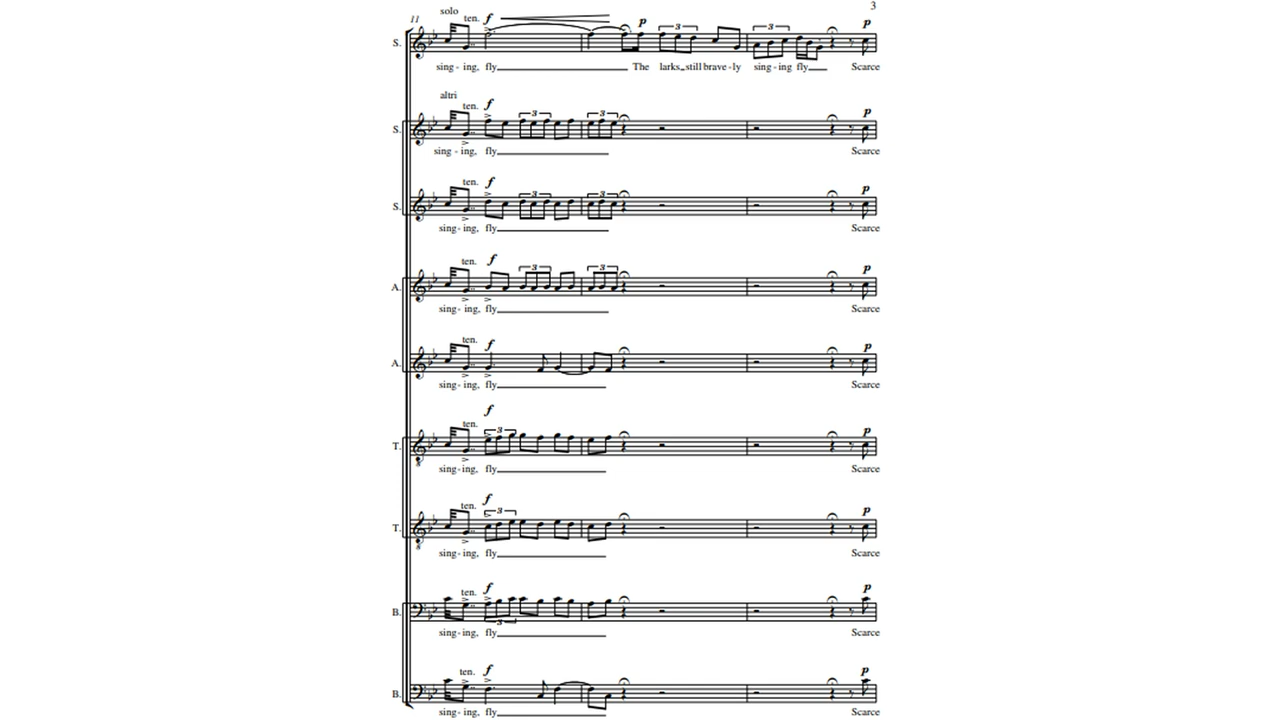 3
11
solo
ten. f
p
3
3
p
S.
sing - ing, fly The larks still brave - ly sing - ing fly Scarce
altri
ten. f
3
3
p
S.
sing - ing, fly Scarce
ten. f
3
3
p
S.
sing - ing, fly Scarce
ten. f
3
3
p
A.
sing - ing, fly Scarce
ten. f
p
A.
sing - ing, fly Scarce
f
ten.
3
p
T.
8
sing - ing, fly Scarce
f
ten.
3
p
T.
8
sing - ing, fly Scarce
ten. f
p
B.
3
sing - ing, fly Scarce
ten. f
p
B.
sing - ing, fly Scarce